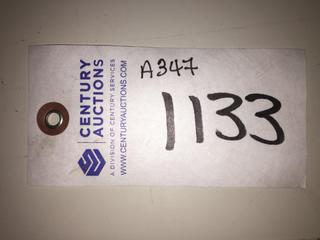 CENTURY
AUCTIONS
A DIVISION OF CENTURY SERVICES
WWW.CENTURYAUCTIONS.COM
A347
1133